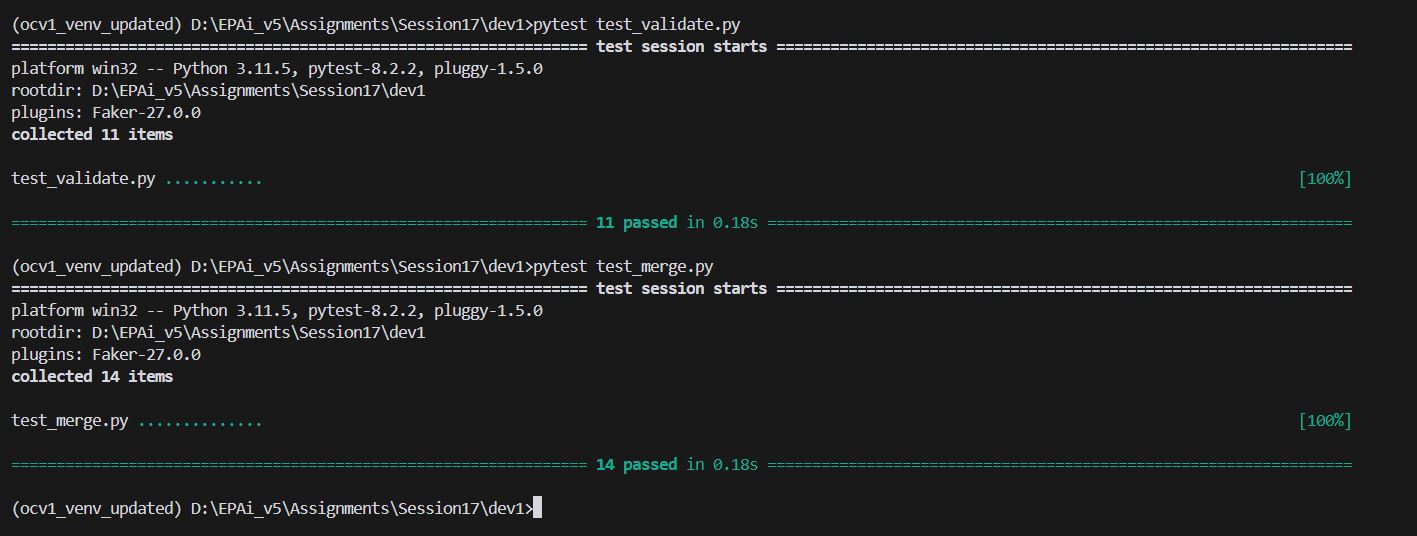 (ocv1_venv_updated) D:\EPAi_v5\Assignments\Session17\dev1>pytest test_validate.py
================================================================ test session starts ================================================================
platform win32 -- Python 3.11.5, pytest-8.2.2, pluggy-1.5.0
rootdir: D:\EPAi_v5\Assignments\Session17\dev1
plugins: Faker-27.0.0
collected 11 items
test_validate.py ........... [100%]
================================================================ 11 passed in 0.18s =================================================================
(ocv1_venv_updated) D:\EPAi_v5\Assignments\Session17\dev1>pytest test_merge.py
================================================================ test session starts ================================================================
platform win32 -- Python 3.11.5, pytest-8.2.2, pluggy-1.5.0
rootdir: D:\EPAi_v5\Assignments\Session17\dev1
plugins: Faker-27.0.0
collected 14 items
test_merge.py .............. [100%]
================================================================ 14 passed in 0.18s =================================================================
(ocv1_venv_updated) D:\EPAi_v5\Assignments\Session17\dev1>